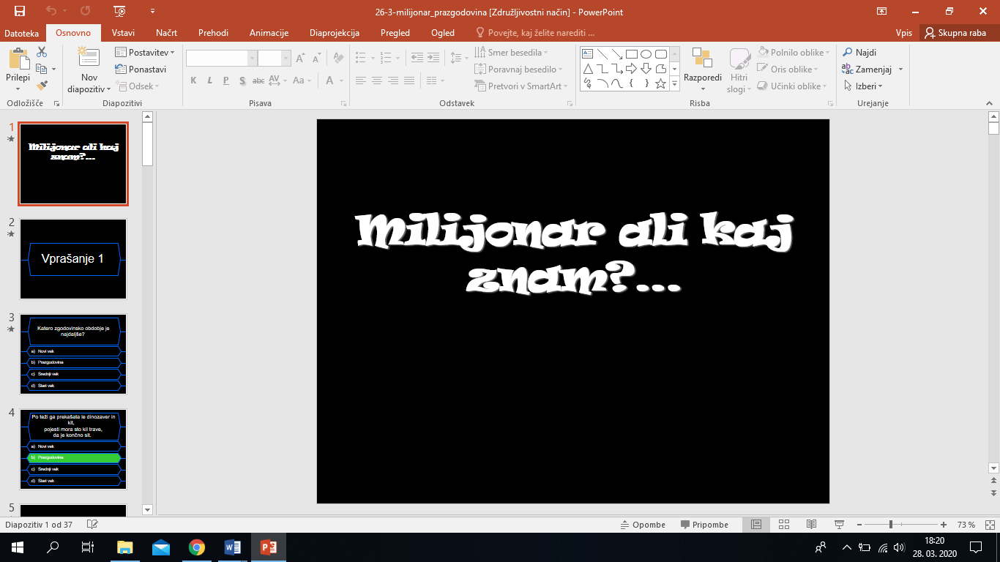 26-3-milijonar_prazgodovina [Združljivostni način] - PowerPoint
Datoteka Osnovno Vstavi Načrt Prehodi Animacije Diaprojekcija Pregled Ogled Povejte, kaj želite narediti ... Vpis Skupna raba
Prilepi
Odložišče
Nov diapozitiv
Postavitev
Ponastavi
Odsek
Diapozitivi
K L P S abc AV Aa A
Pisava
Smer besedila
Poravnaj besedilo
Pretvori v SmartArt
Odstavek
Razporedi
Hitri slogi
Polnilo oblike
Oris oblike
Učinki oblike
Risba
Najdi
Zamenjaj
Izberi
Urejanje
1
Milijonar ali kaj
znam?...
2
Vprašanje 1
3
Katero zgodovinsko obdobje je
najdaljše?
a) Novi vek
b) Prazgodovina
c) Srednji vek
d) Stari vek
4
Po teži ga prekašata le dinozaver in
kit,
pojesti mora sto kil trave,
da je končno sit.
a) Novi vek
b) Prazgodovina
c) Srednji vek
d) Stari vek
5
Milijonar ali kaj
znam?...
Diapozitiv 1 od 37
Opombe Pripombe 73 %
18:20
28. 03. 2020